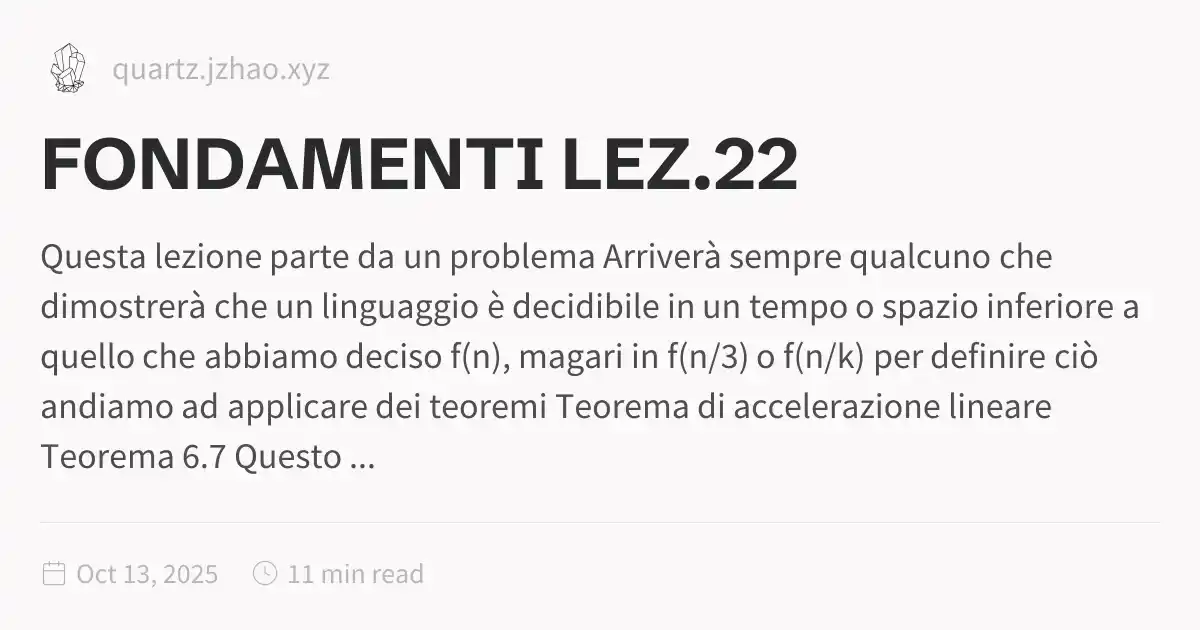 quartz.jzhao.xyz
FONDAMENTI LEZ.22
Questa lezione parte da un problema Arriverà sempre qualcuno che
dimostrerà che un linguaggio è decidibile in un tempo o spazio inferiore a
quello che abbiamo deciso f(n), magari in f(n/3) o f(n/k) per definire ciò
andiamo ad applicare dei teoremi Teorema di accelerazione lineare
Teorema 6.7 Questo ...
Oct 13, 2025
11 min read